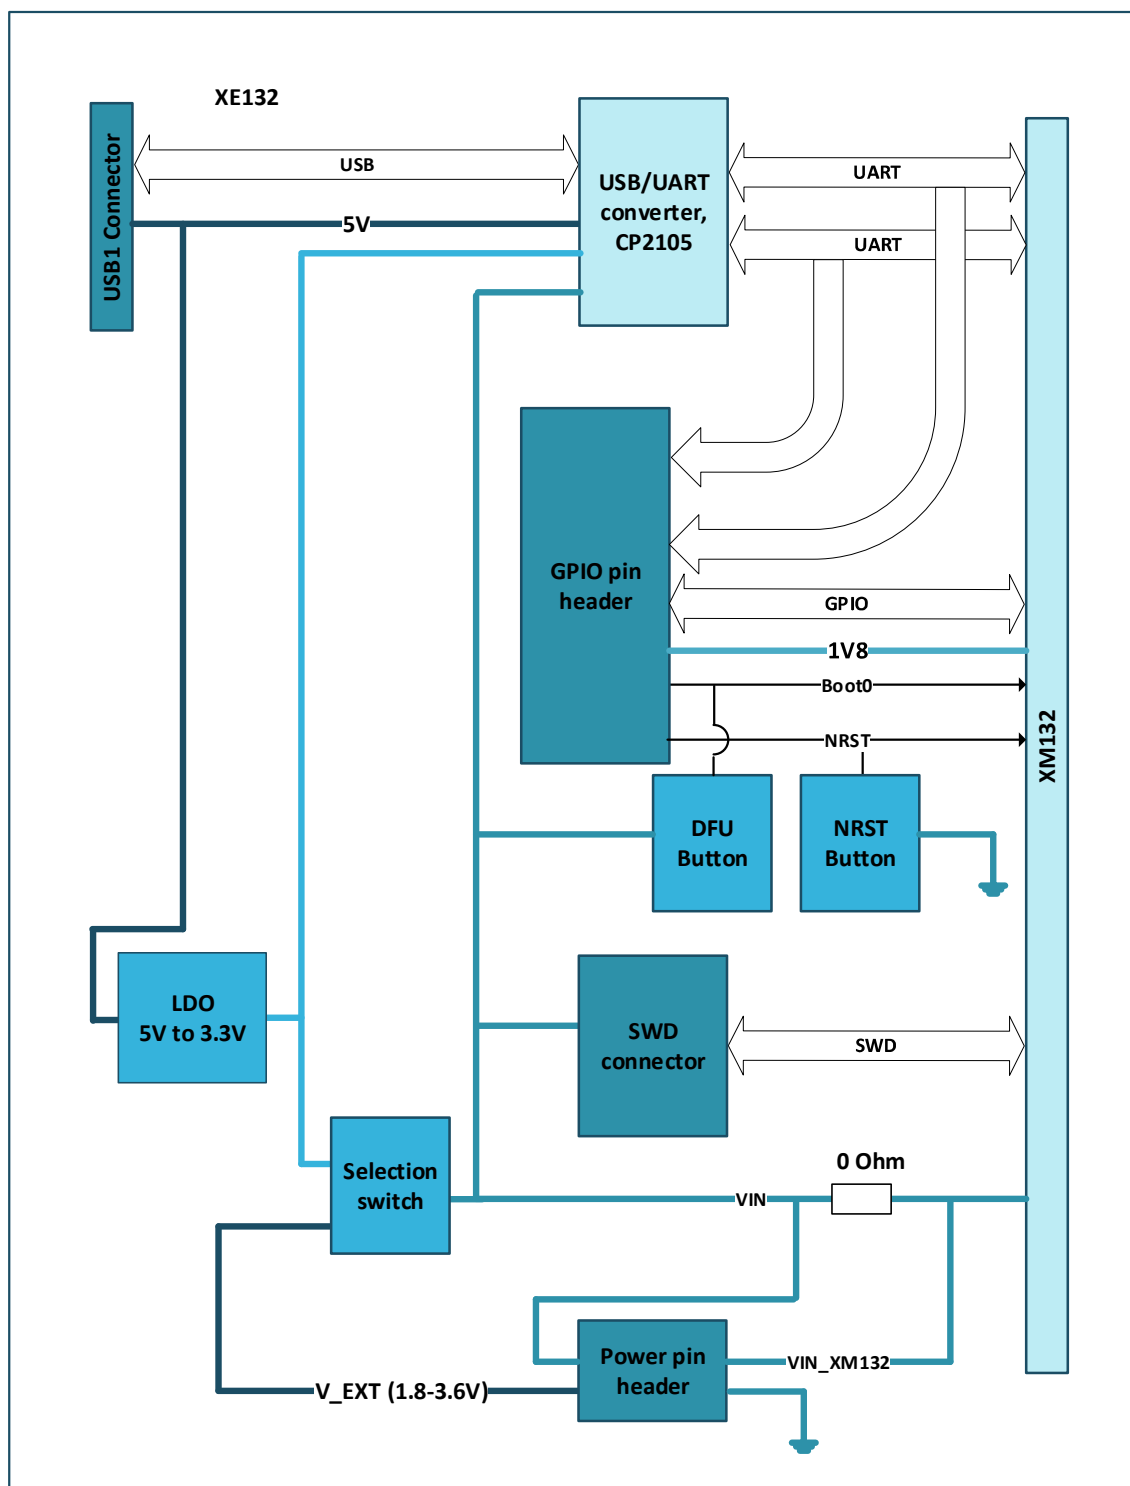 XE132
USB1 Connector
USB
5V
USB/UART
converter,
CP2105
UART
UART
XM132
GPIO pin
header
GPIO
1V8
Boot0
NRST
DFU
Button
NRST
Button
LDO
5V to 3.3V
SWD
connector
SWD
Selection
switch
0 Ohm
VIN
Power pin
header
VIN_XM132
V_EXT (1.8-3.6V)